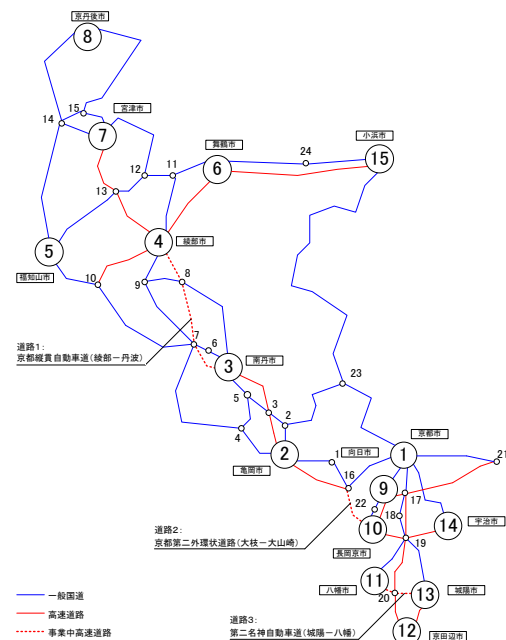 京丹後市
8
15
宮津市
14
7
舞鶴市
24
小浜市
15
6
11
12
13
4
綾部市
5
福知山市
10
9
8
道路1:
京都縦貫自動車道(綾部－丹波)
7
6
南丹市
3
5
3
2
4
23
京都市
2
亀岡市
1
向日市
16
1
21
9
17
22
18
10
長岡京市
14
宇治市
19
道路2:
京都第二外環状道路(大枝－大山崎)
八幡市
11
20
13
城陽市
12
京田辺市
道路3:
第二名神自動車道(城陽－八幡)
一般国道
高速道路
事業中高速道路